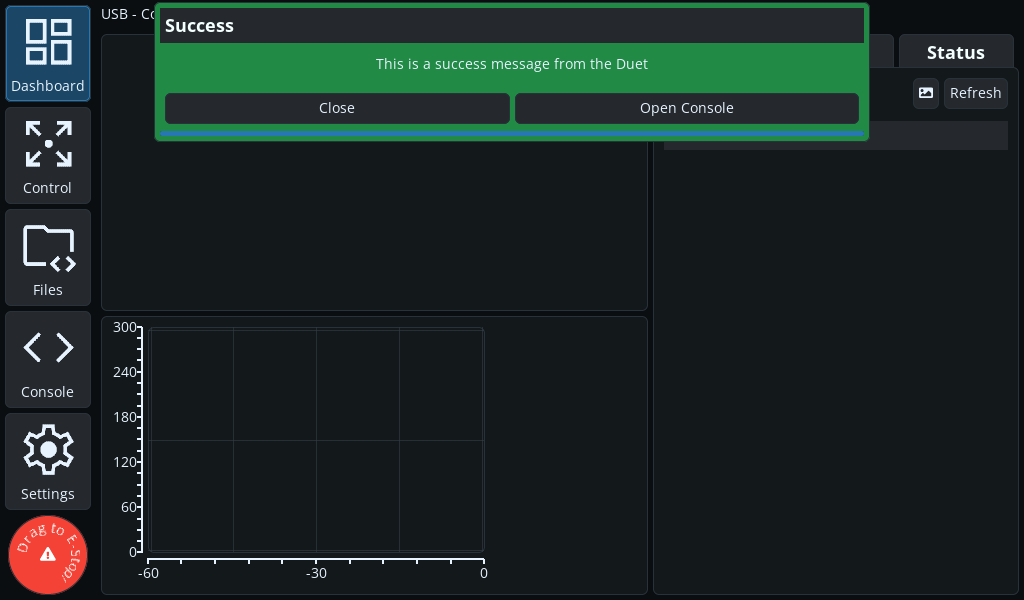 USB - Co
Success
This is a success message from the Duet
Close
Open Console
Status
Refresh
Dashboard
Control
Files
Console
Settings
Drag to E-Stop!
300
240
180
120
60
0
-60
-30
0